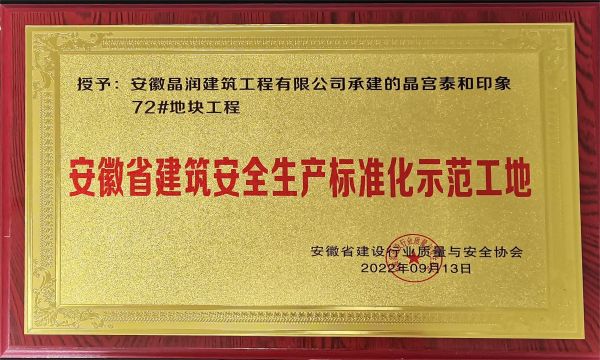 授予：安徽晶润建筑工程有限公司承建的晶宫泰和印象
72#地块工程
安徽省建筑安全生产标准化示范工地
安徽省建设行业质量与安全协会
2022年09月13日